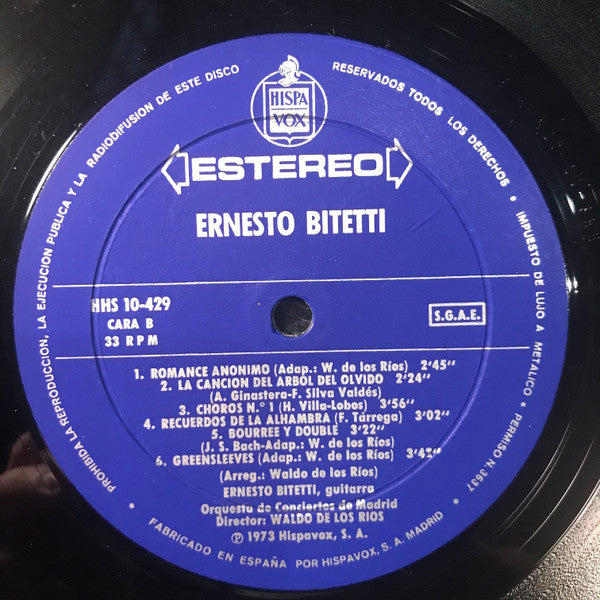 PROHIBIDA LA REPRODUCCION, LA EJECUCION PUBLICA Y LA RADIODIFUSION DE ESTE DISCO
RESERVADOS TODOS LOS DERECHOS • IMPUESTO DE LUJO A METALICO • PERMISO N.3637
HISPA
VOX
ESTEREO
ERNESTO BITETTI
HHS 10-429
CARA B
33 RPM
S.G.A.E.
1. ROMANCE ANONIMO (Adap.: W. de los Ríos) 2'45"
2. LA CANCION DEL ARBOL DEL OLVIDO 2'24"
(A. Ginastera-F. Silva Valdés)
3. CHOROS N.º 1 (H. Villa-Lobos) 3'56"
4. RECUERDOS DE LA ALHAMBRA (F. Tárrega) 3'02"
5. BOURREE Y DOUBLE 3'22"
(J. S. Bach-Adap.: W. de los Ríos)
6. GREENSLEEVES (Adap.: W. de los Ríos) 3'42"
(Arreg.: Waldo de los Ríos)
ERNESTO BITETTI, guitarra
Orquesta de Conciertos de Madrid
Director: WALDO DE LOS RIOS
℗ 1973 Hispavox, S. A.
• FABRICADO EN ESPAÑA POR HISPAVOX, S. A. MADRID •